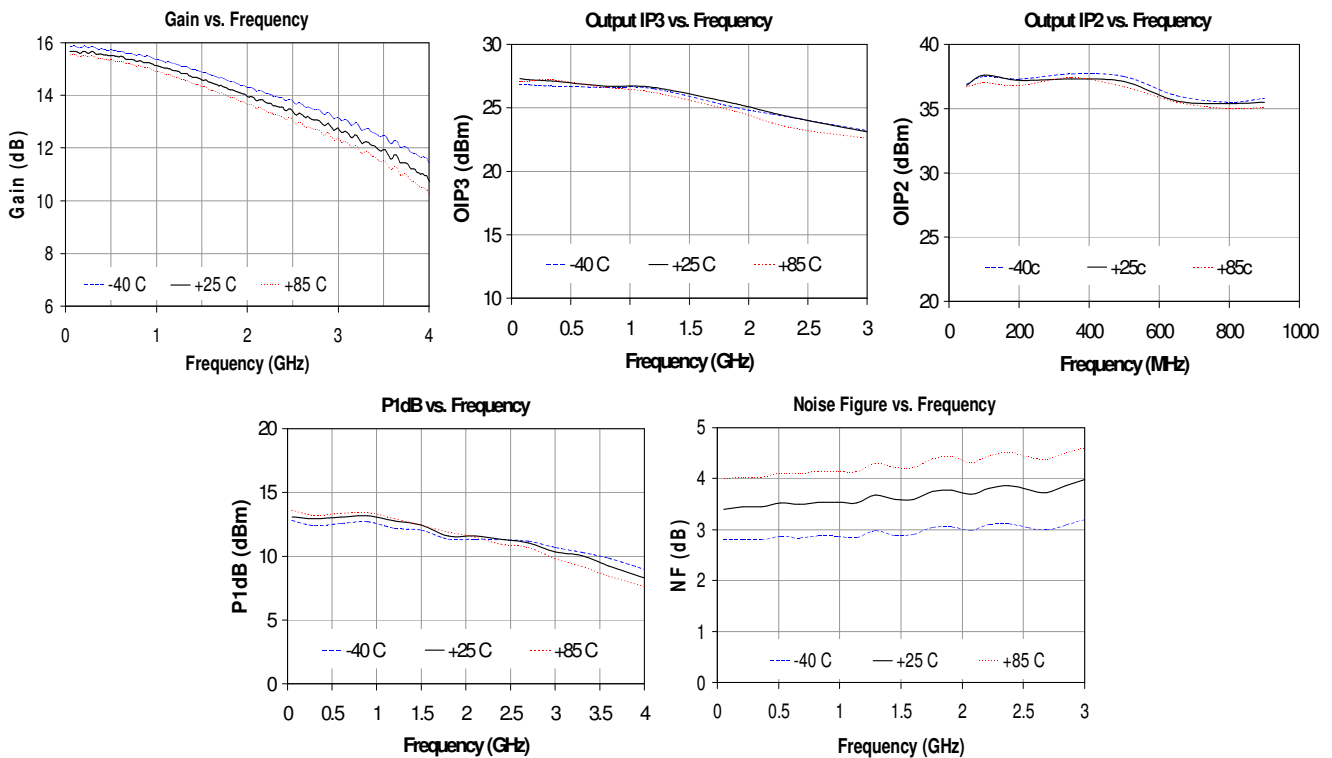 Gain vs. Frequency
16
14
12
10
8
6
Gain (dB)
-40 C +25 C +85 C
0 1 2 3 4
Frequency (GHz)
Output IP3 vs. Frequency
30
25
20
15
10
OIP3 (dBm)
-40 C +25 C +85 C
0 0.5 1 1.5 2 2.5 3
Frequency (GHz)
Output IP2 vs. Frequency
40
35
30
25
20
OIP2 (dBm)
-40c +25c +85c
0 200 400 600 800 1000
Frequency (MHz)
P1dB vs. Frequency
20
15
10
5
0
P1dB (dBm)
-40 C +25 C +85 C
0 0.5 1 1.5 2 2.5 3 3.5 4
Frequency (GHz)
Noise Figure vs. Frequency
5
4
3
2
1
0
NF (dB)
-40 C +25 C +85 C
0 0.5 1 1.5 2 2.5 3
Frequency (GHz)